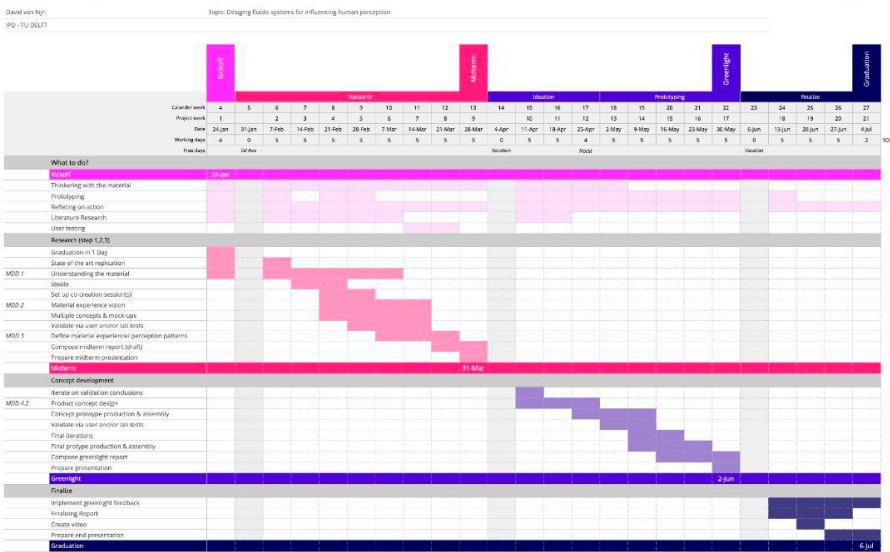 David van Rijn
Topic: Desiging fluidic systems for influencing human perception
IPD - TU DELFT
Kickoff
Midterm
Greenlight
Graduation
Research
Ideation
Prototyping
Finalize
Calander week 4 5 6 7 8 9 10 11 12 13 14 15 16 17 18 19 20 21 22 23 24 25 26 27
Project week 1 2 3 4 5 6 7 8 9 10 11 12 13 14 15 16 17 18 19 20 21
Date 24-Jan 31-Jan 7-Feb 14-Feb 21-Feb 28-Feb 7-Mar 14-Mar 21-Mar 28-Mar 4-Apr 11-Apr 18-Apr 25-Apr 2-May 9-May 16-May 23-May 30-May 6-Jun 13-Jun 20-Jun 27-Jun 4-Jul
Working days 4 0 5 5 5 5 5 5 5 5 0 5 5 4 5 5 5 5 5 0 5 5 5 2
Free days Vacation Vacation
What to do?
Kickoff 24-Jan
Thinkering with the material
Prototyping
Refleting on action
Literature Research
User testing
Research (step 1,2,3)
Graduation in 1 Day
State of the art replication
MDD 1 Understanding the material
Ideate
Set up co-creation session(s)
MDD 2 Material experience vision
Multiple concepts & mock-ups
Validate via user and/or lab tests
MDD 3 Define material experience/ perception patterns
Compose midterm report (draft)
Prepare midterm presentation
Midterm 31-Mar
Concept development
Iterate on validation conclusions
MDD 4,2 Product concept design
Concept protoype production & assembly
Validate via user and/or lab tests
Final iterations
Final protype production & assembly
Compose greenlight report
Prepare presentation
Greenlight 2-Jun
Finalize
Implement greenlight feedback
Finalizing Report
Create video
Prepare end presentation
Graduation 6-Jul